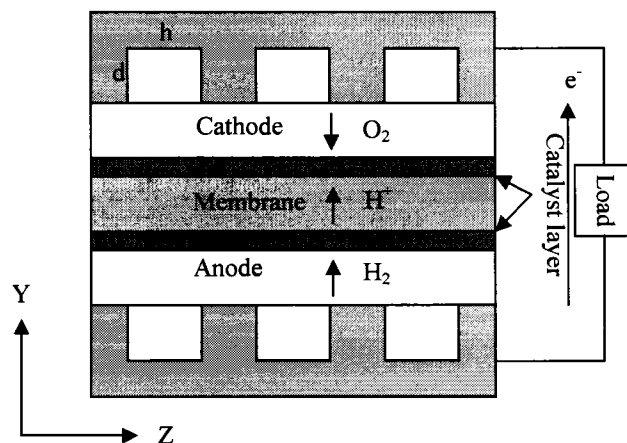 h
d
Cathode
O₂
e⁻
Membrane
H⁺
Catalyst layer
Load
Anode
H₂
Y
Z